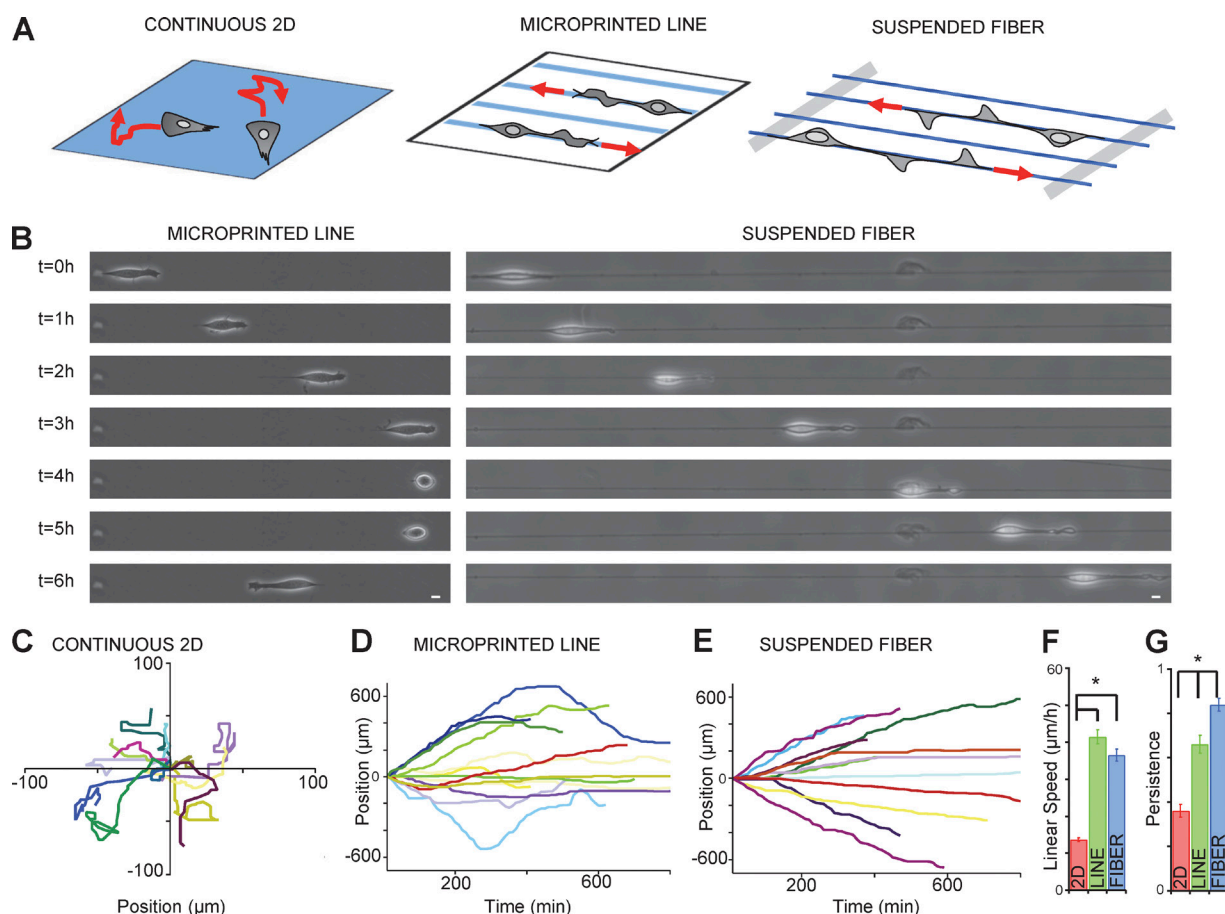 A
CONTINUOUS 2D
MICROPRINTED LINE
SUSPENDED FIBER
B
MICROPRINTED LINE
SUSPENDED FIBER
t=0h
t=1h
t=2h
t=3h
t=4h
t=5h
t=6h
C
CONTINUOUS 2D
100
-100
100
-100
Position (µm)
D
MICROPRINTED LINE
Position (µm)
600
0
-600
200
600
Time (min)
E
SUSPENDED FIBER
Position (µm)
600
0
-600
200
600
Time (min)
F
Linear Speed (µm/h)
60
0
*
2D
LINE
FIBER
G
Persistence
1
0
*
2D
LINE
FIBER